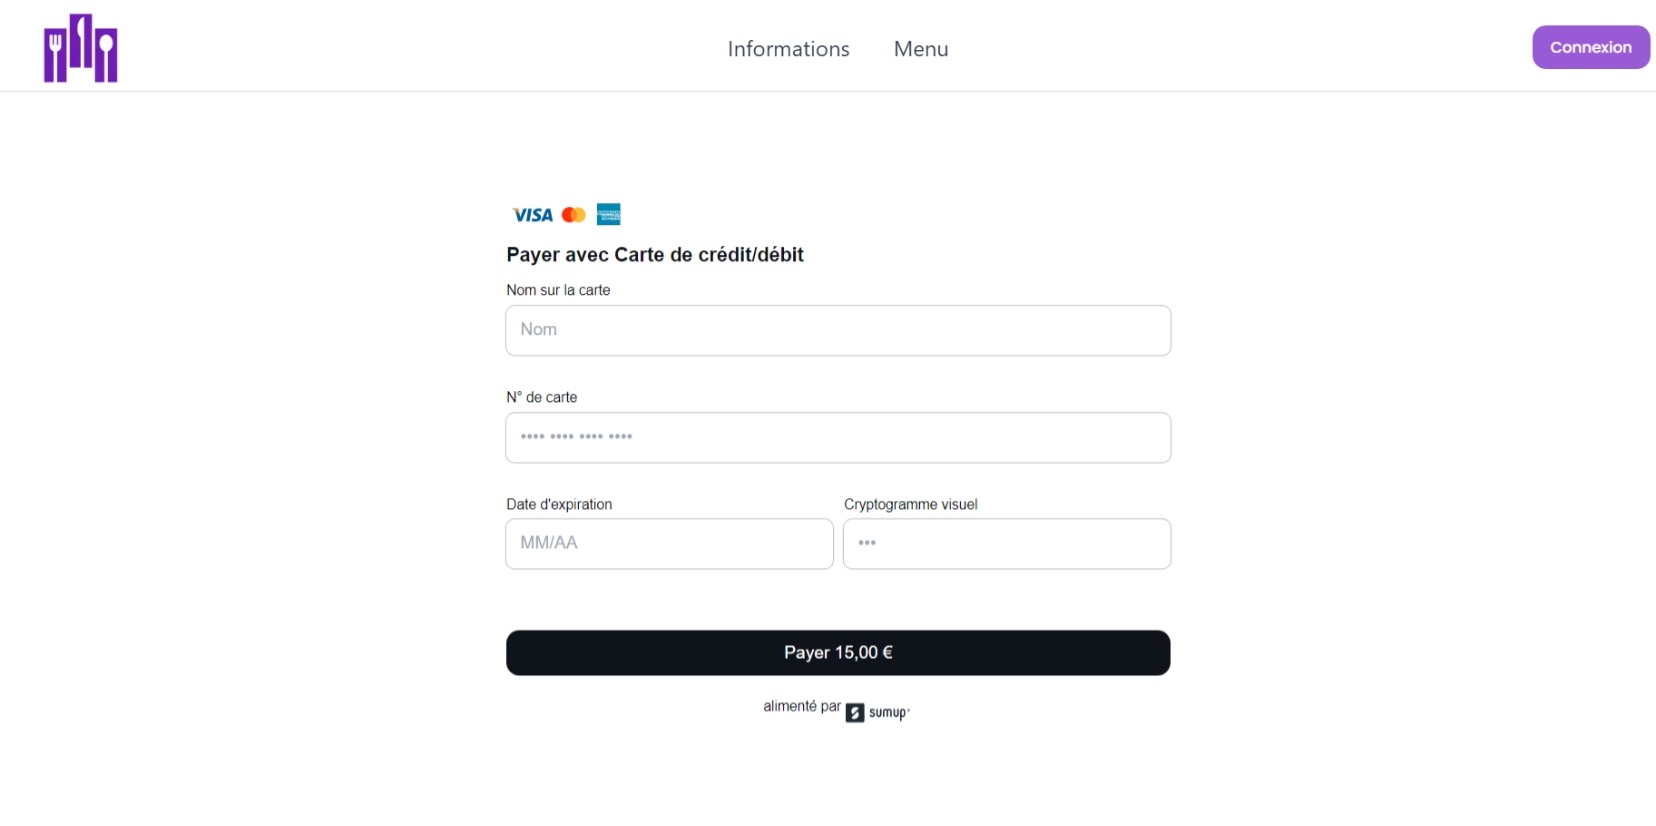 Informations Menu Connexion
VISA
Payer avec Carte de crédit/débit
Nom sur la carte
Nom
N° de carte
•••• •••• •••• ••••
Date d'expiration Cryptogramme visuel
MM/AA •••
Payer 15,00 €
alimenté par sumup